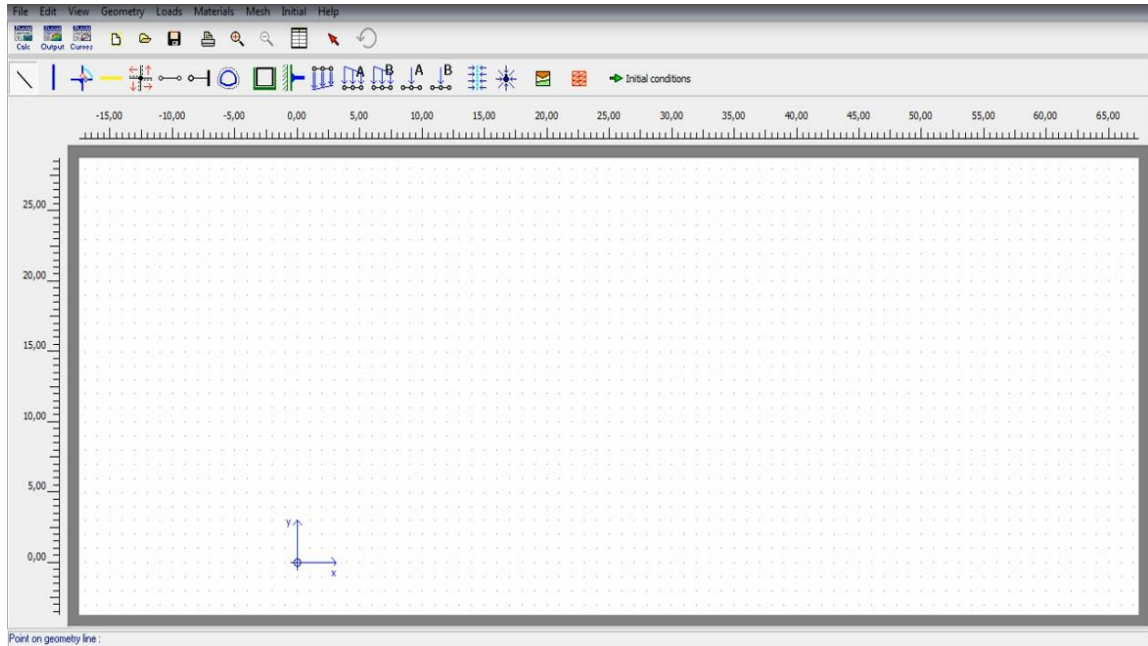 File Edit View Geometry Loads Materials Mesh Initial Help
Calc Output Curves
A B A B Initial conditions
-15,00 -10,00 -5,00 0,00 5,00 10,00 15,00 20,00 25,00 30,00 35,00 40,00 45,00 50,00 55,00 60,00 65,00
25,00
20,00
15,00
10,00
5,00
y
0,00
x
Point on geometry line :